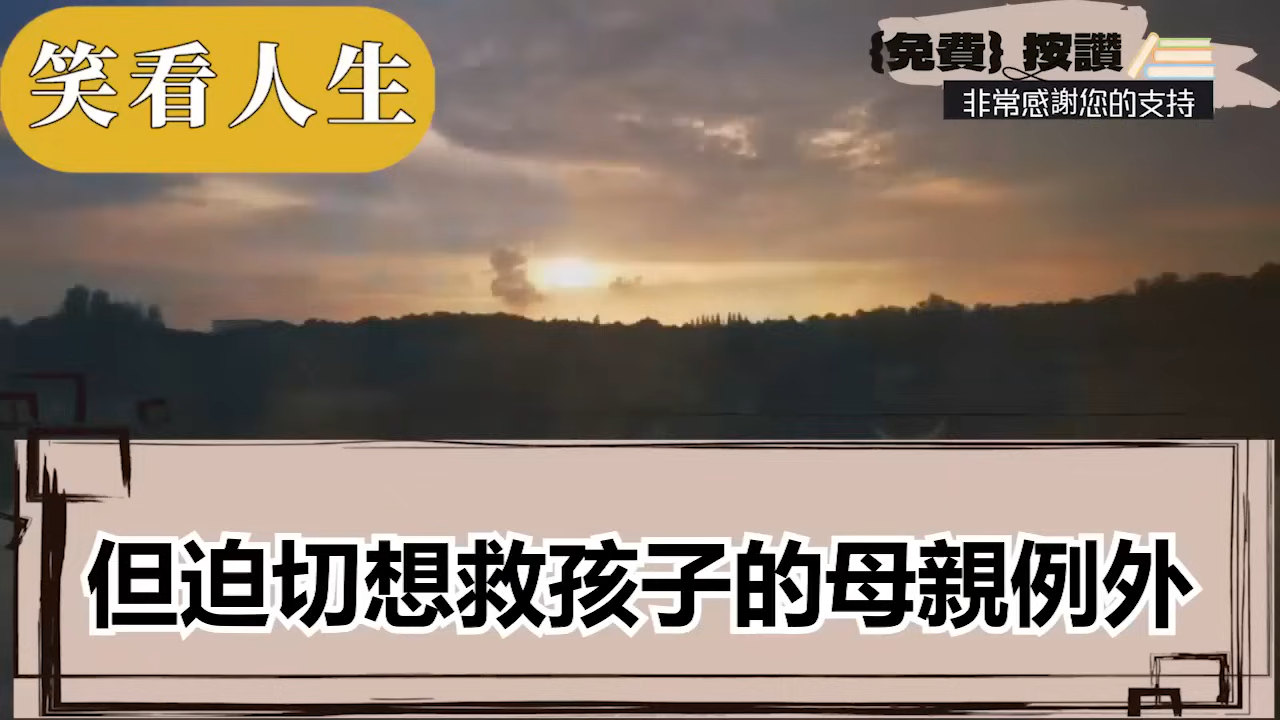 笑看人生
{免費} 按讚
非常感謝您的支持
但迫切想救孩子的母親例外